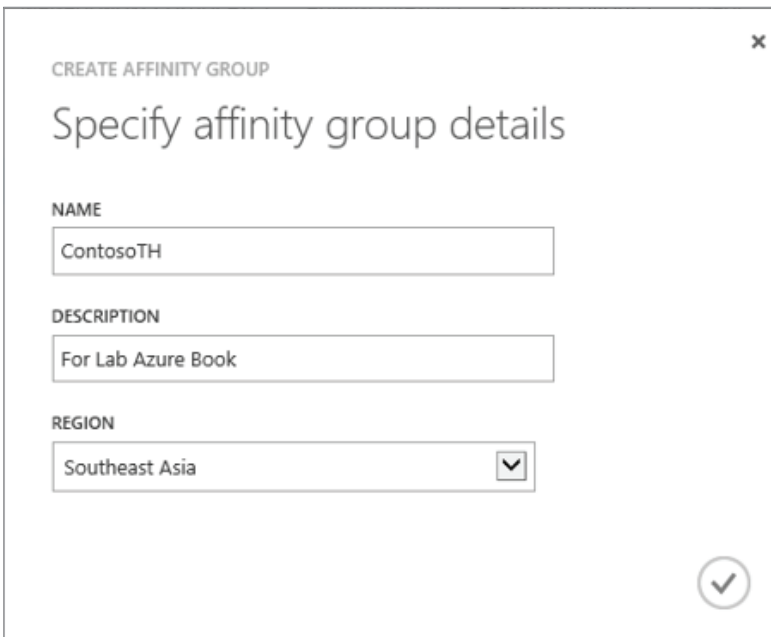 CREATE AFFINITY GROUP
Specify affinity group details
NAME
ContosoTH
DESCRIPTION
For Lab Azure Book
REGION
Southeast Asia